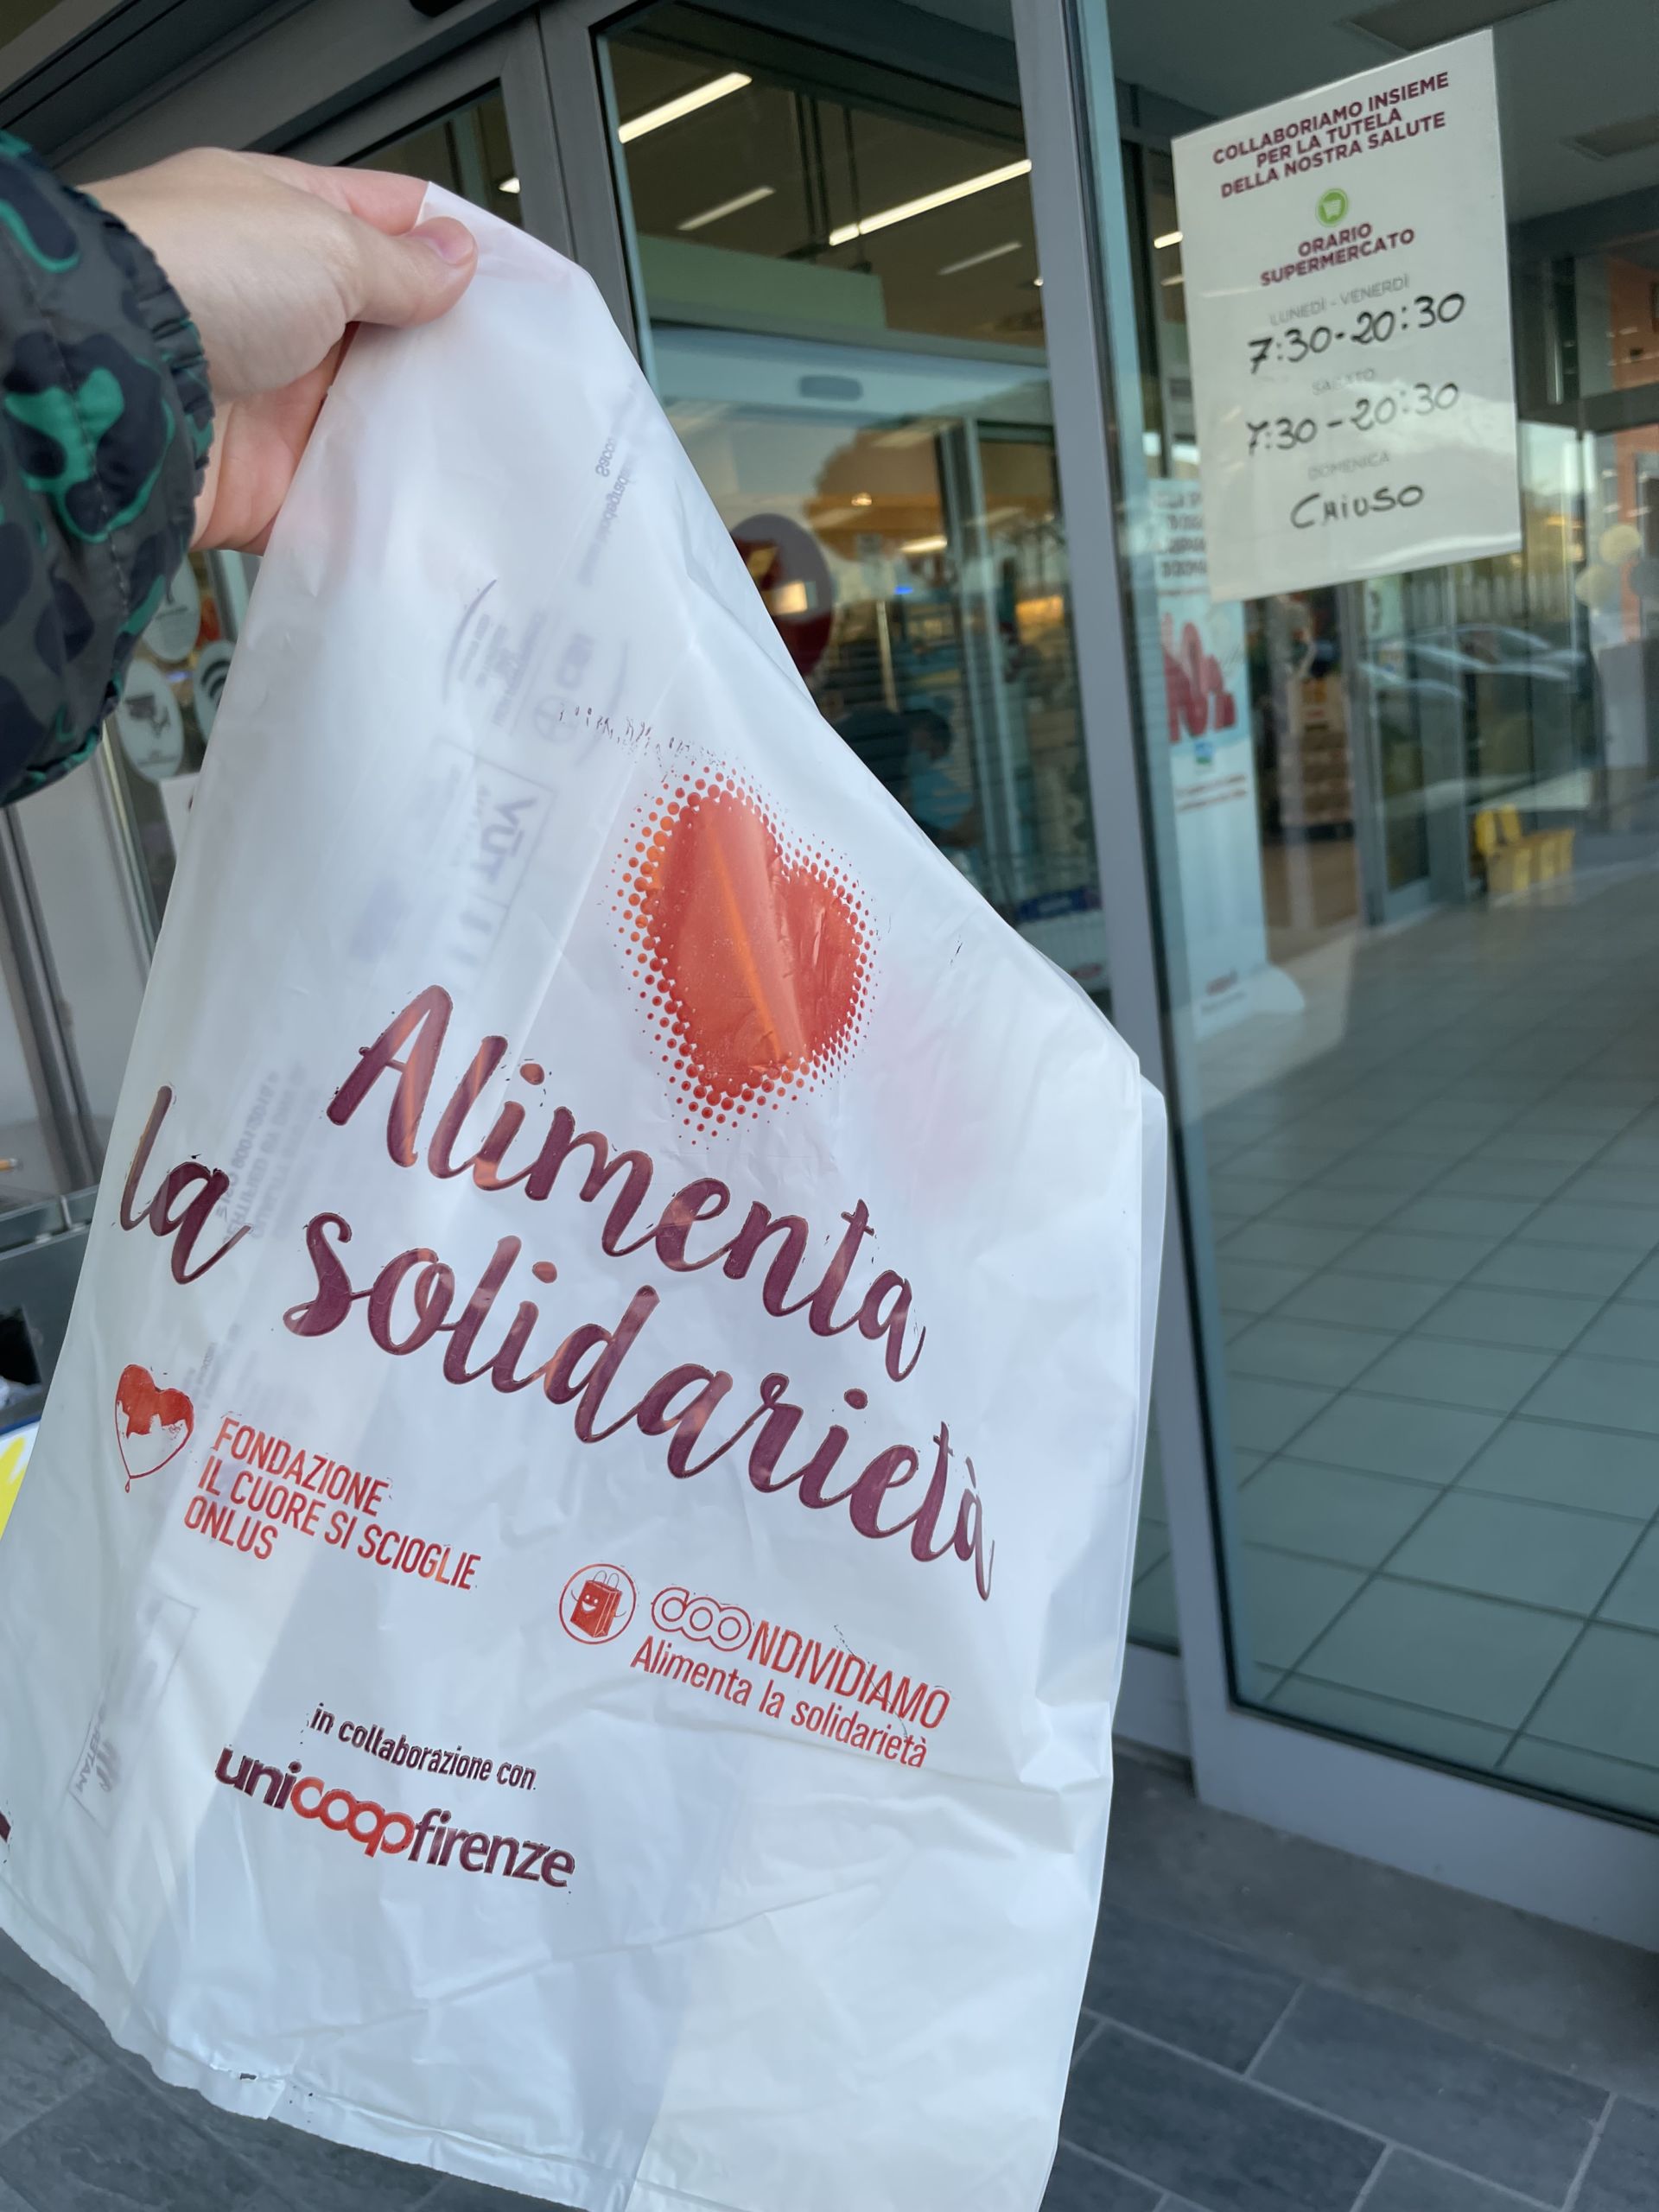 COLLABORIAMO INSIEME
PER LA TUTELA
DELLA NOSTRA SALUTE
ORARIO
SUPERMERCATO
LUNEDÌ - VENERDÌ
7:30-20:30
SABATO
7:30-20:30
DOMENICA
CHIUSO
Alimenta
la solidarietà
FONDAZIONE
IL CUORE SI SCIOGLIE
ONLUS
COONDIVIDIAMO
Alimenta la solidarietà
in collaborazione con
unicoopfirenze
TÜV